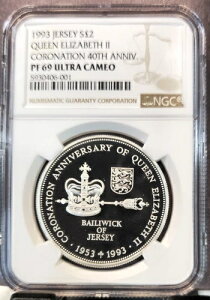 1993 JERSEY S£2
QUEEN ELIZABETH II
CORONATION 40TH ANNIV.
PF 69 ULTRA CAMEO
5930406-001
NUMISMATIC GUARANTY CORPORATION
NGC
CORONATION ANNIVERSARY OF QUEEN ELIZABETH II
BAILIWICK
OF
JERSEY
1953 1993